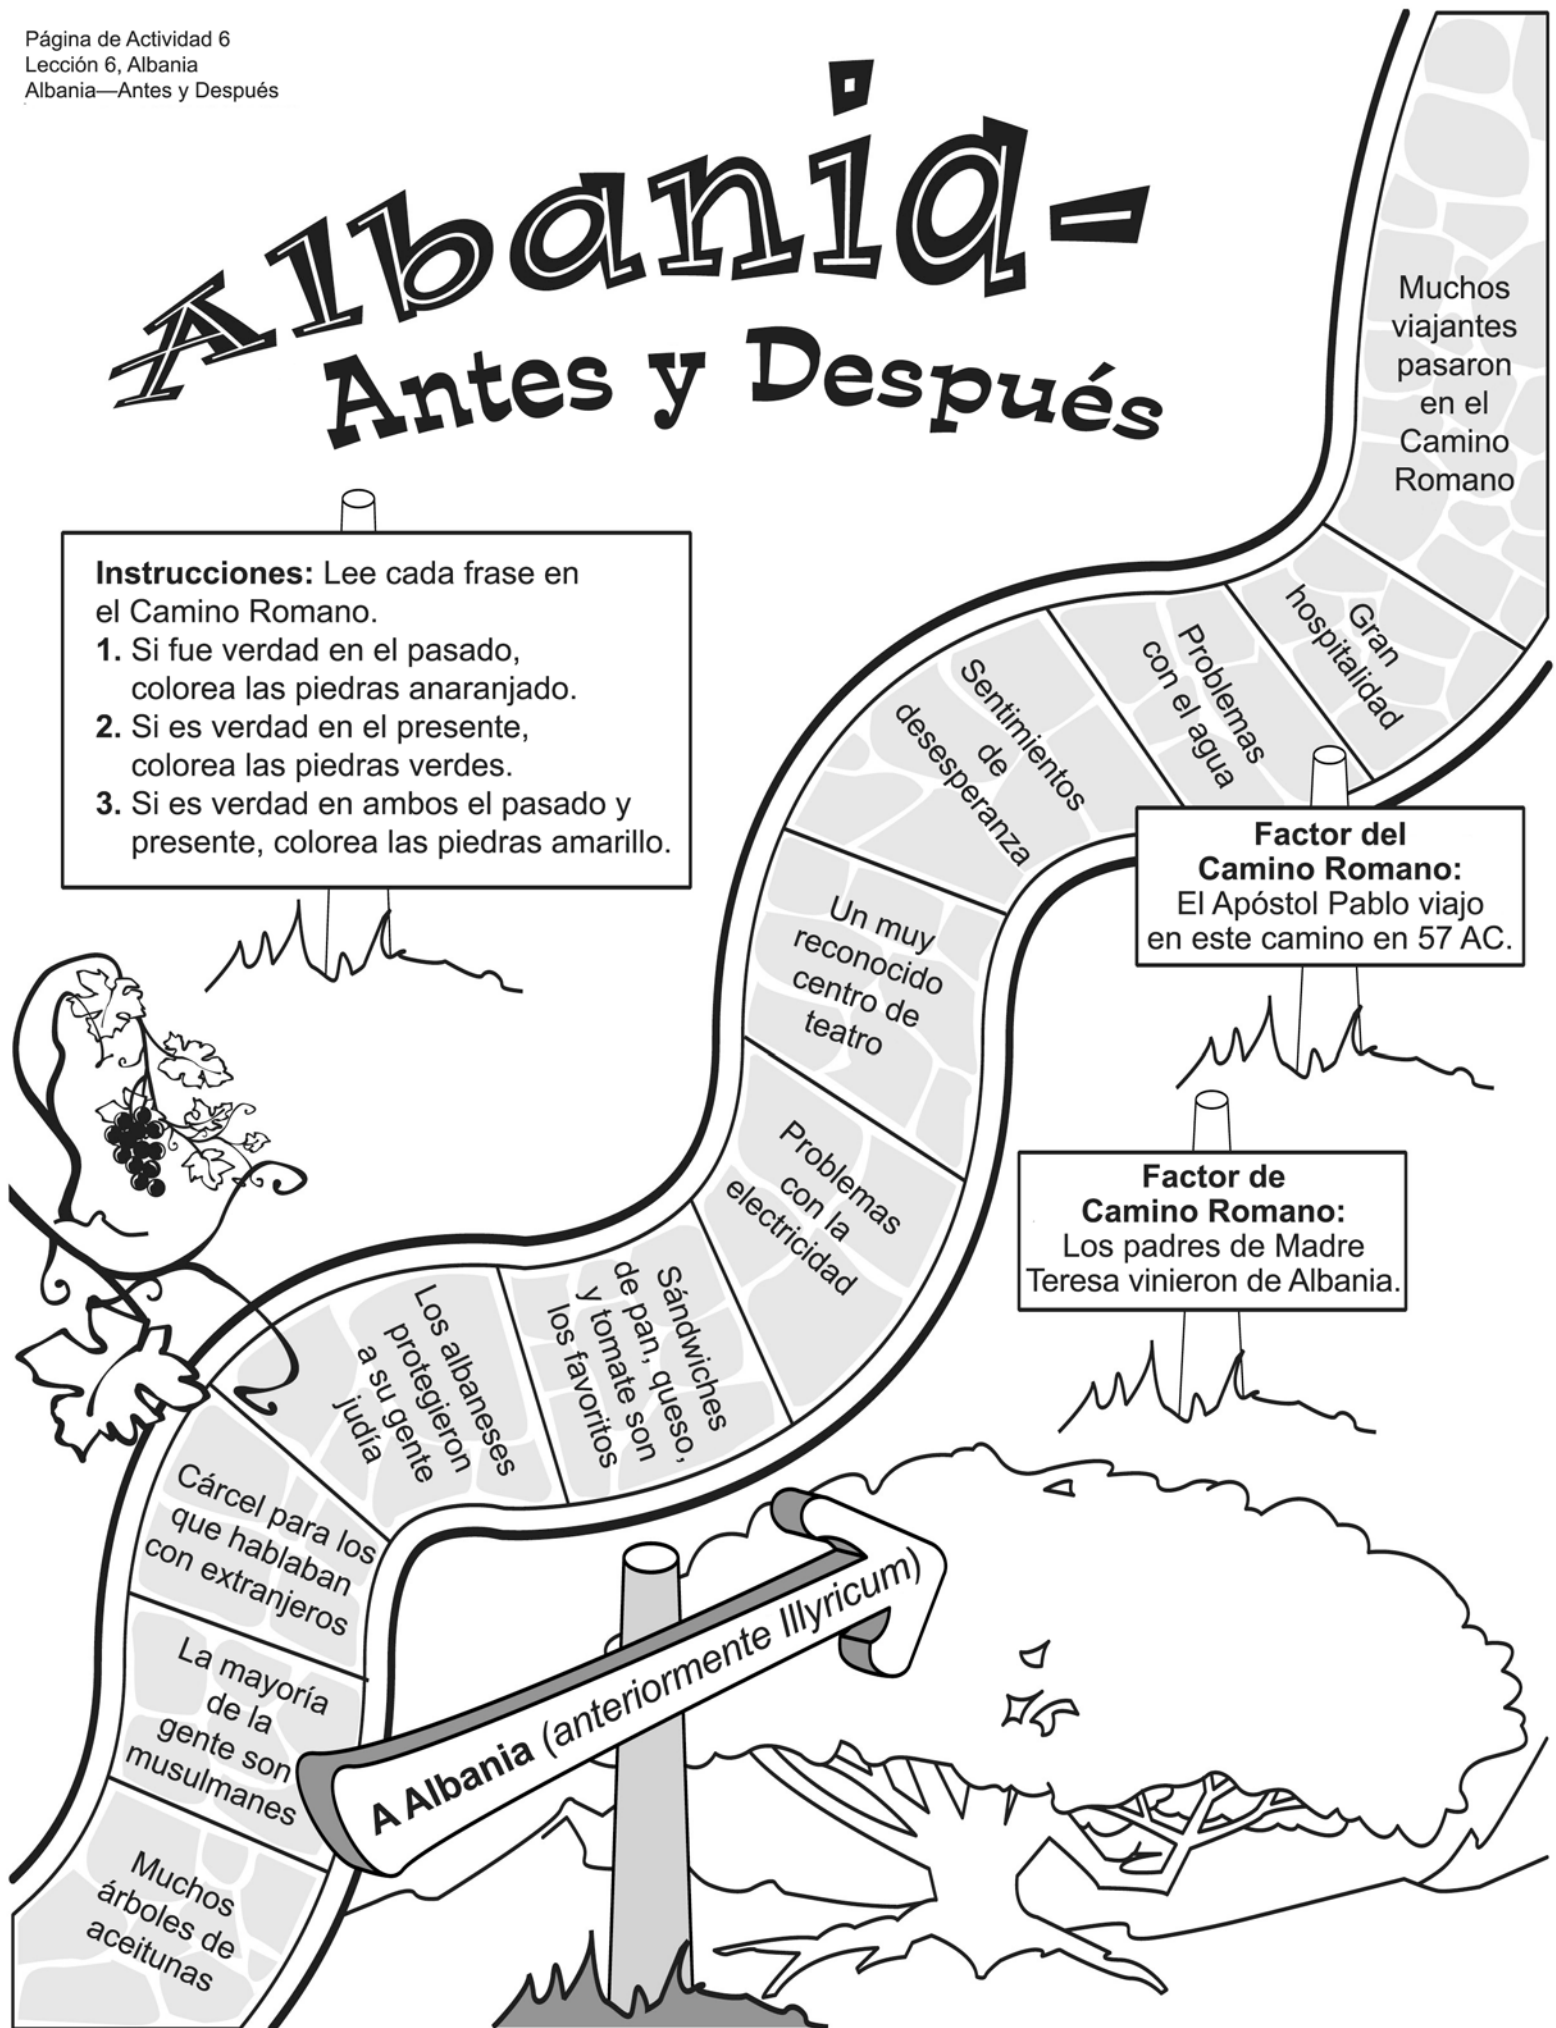 Página de Actividad 6
Lección 6, Albania
Albania—Antes y Después
Albania-
Antes y Después
Instrucciones: Lee cada frase en
el Camino Romano.
1. Si fue verdad en el pasado,
colorea las piedras anaranjado.
2. Si es verdad en el presente,
colorea las piedras verdes.
3. Si es verdad en ambos el pasado y
presente, colorea las piedras amarillo.
Muchos
viajantes
pasaron
en el
Camino
Romano
Gran
hospitalidad
Problemas
con el agua
Sentimientos
de
desesperanza
Factor del
Camino Romano:
El Apóstol Pablo viajo
en este camino en 57 AC.
Un muy
reconocido
centro de
teatro
Problemas
con la
electricidad
Factor de
Camino Romano:
Los padres de Madre
Teresa vinieron de Albania.
Sándwiches
de pan, queso,
y tomate son
los favoritos
Los albaneses
protegieron
a su gente
judía
Cárcel para los
que hablaban
con extranjeros
La mayoría
de la
gente son
musulmanes
A Albania (anteriormente Illyricum)
Muchos
árboles de
aceitunas